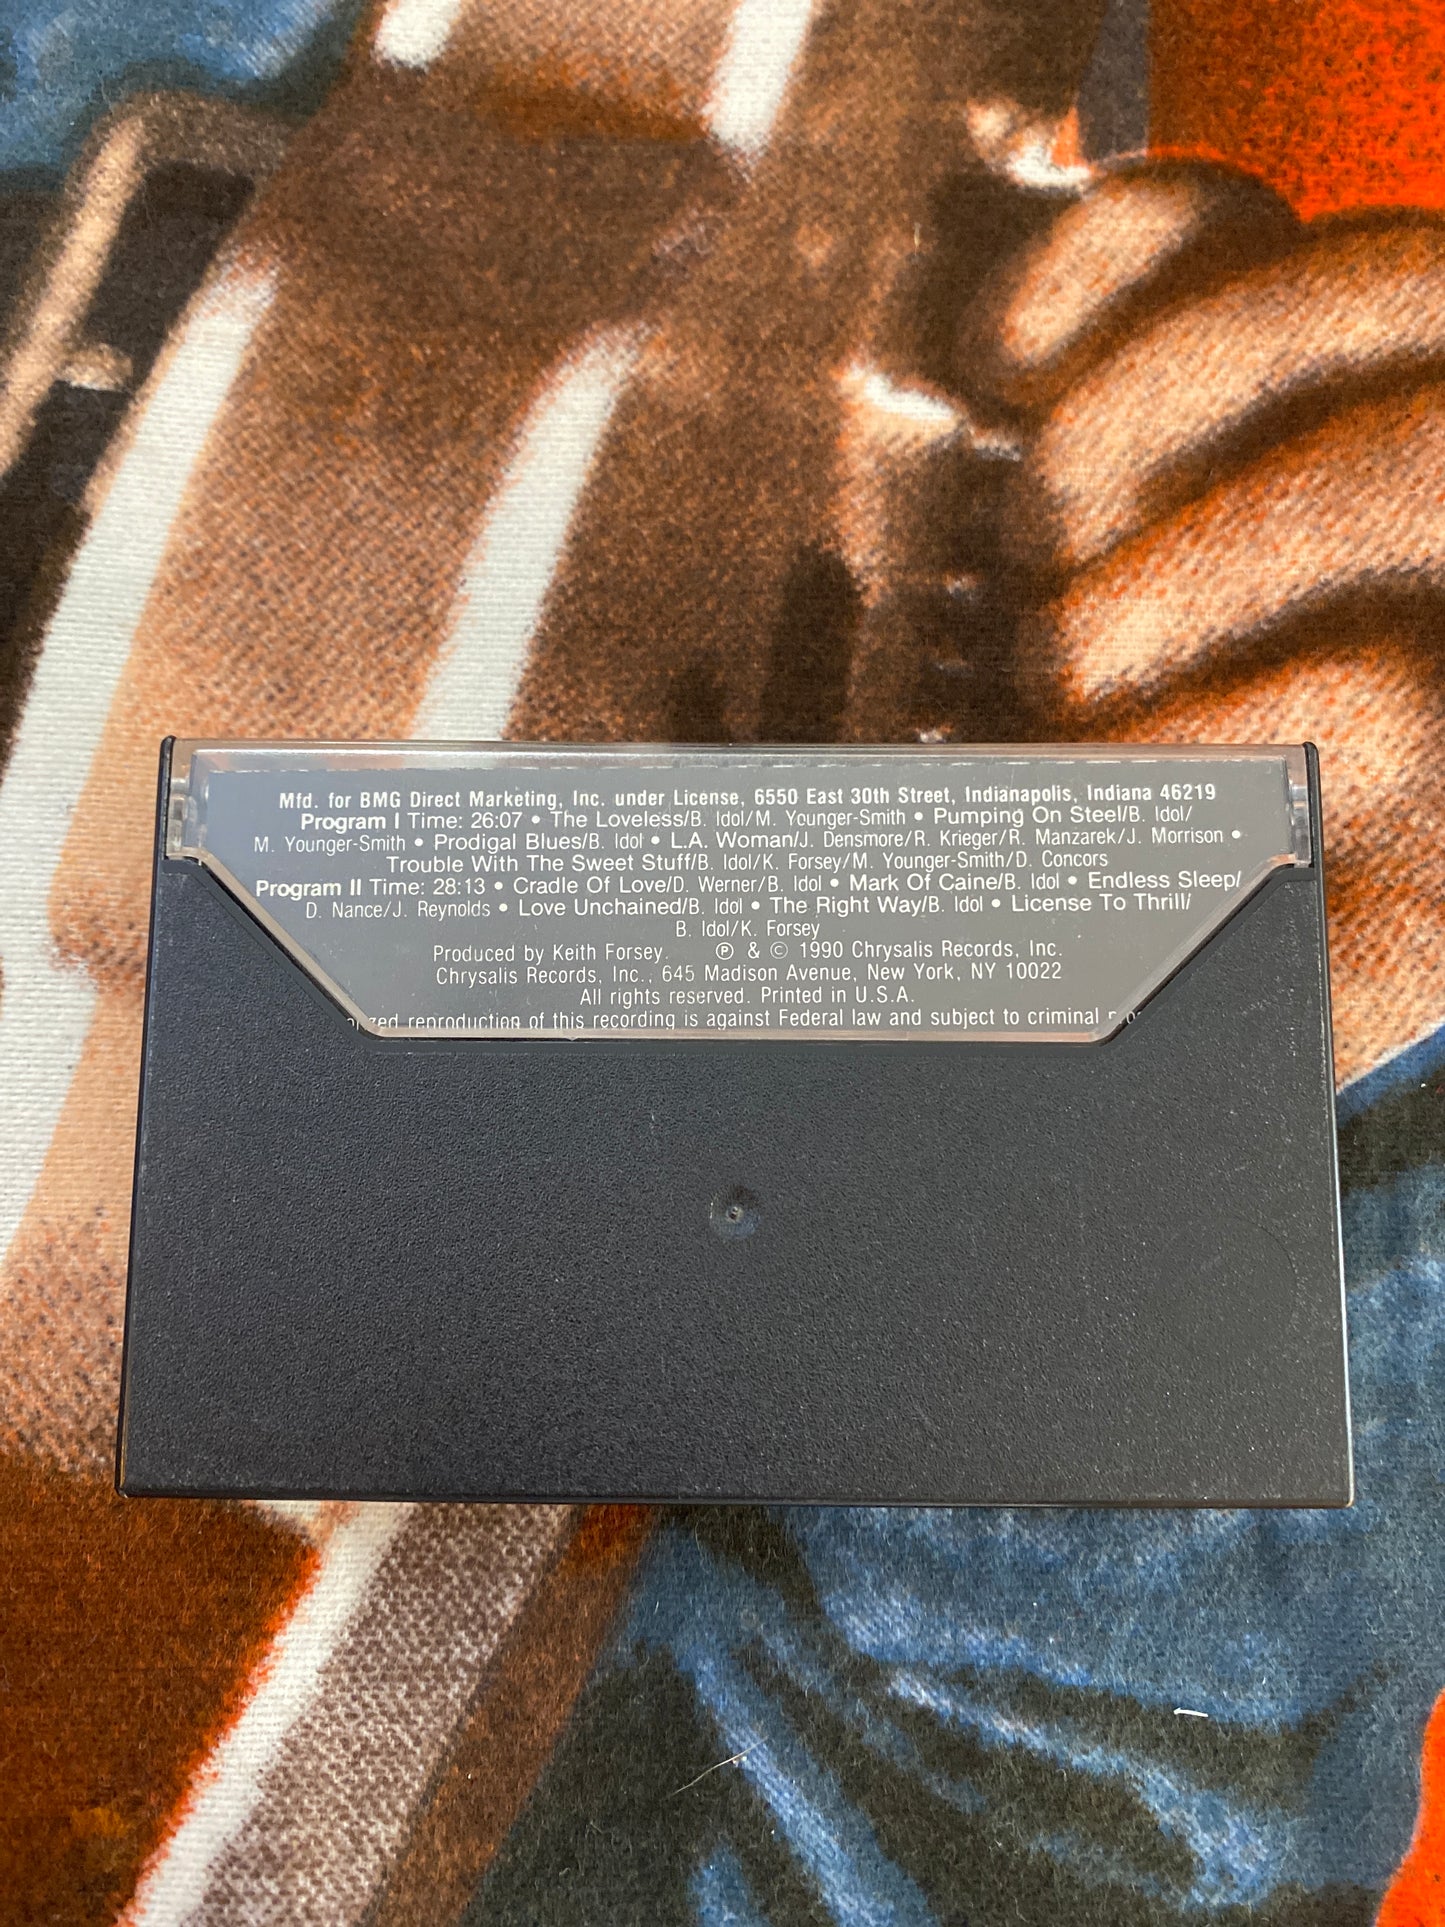 Mfd. for BMG Direct Marketing, Inc. under License, 6550 East 30th Street, Indianapolis, Indiana 46219
Program I Time: 26:07 • The Loveless/B. Idol/M. Younger-Smith • Pumping On Steel/B. Idol/
M. Younger-Smith • Prodigal Blues/B. Idol • L.A. Woman/J. Densmore/R. Krieger/R. Manzarek/J. Morrison •
Trouble With The Sweet Stuff/B. Idol/K. Forsey/M. Younger-Smith/D. Concors
Program II Time: 28:13 • Cradle Of Love/D. Werner/B. Idol • Mark Of Caine/B. Idol • Endless Sleep/
D. Nance/J. Reynolds • Love Unchained/B. Idol • The Right Way/B. Idol • License To Thrill/
B. Idol/K. Forsey
Produced by Keith Forsey. ℗ & © 1990 Chrysalis Records, Inc.
Chrysalis Records, Inc., 645 Madison Avenue, New York, NY 10022
All rights reserved. Printed in U.S.A.
reproduction of this recording is against Federal law and subject to criminal